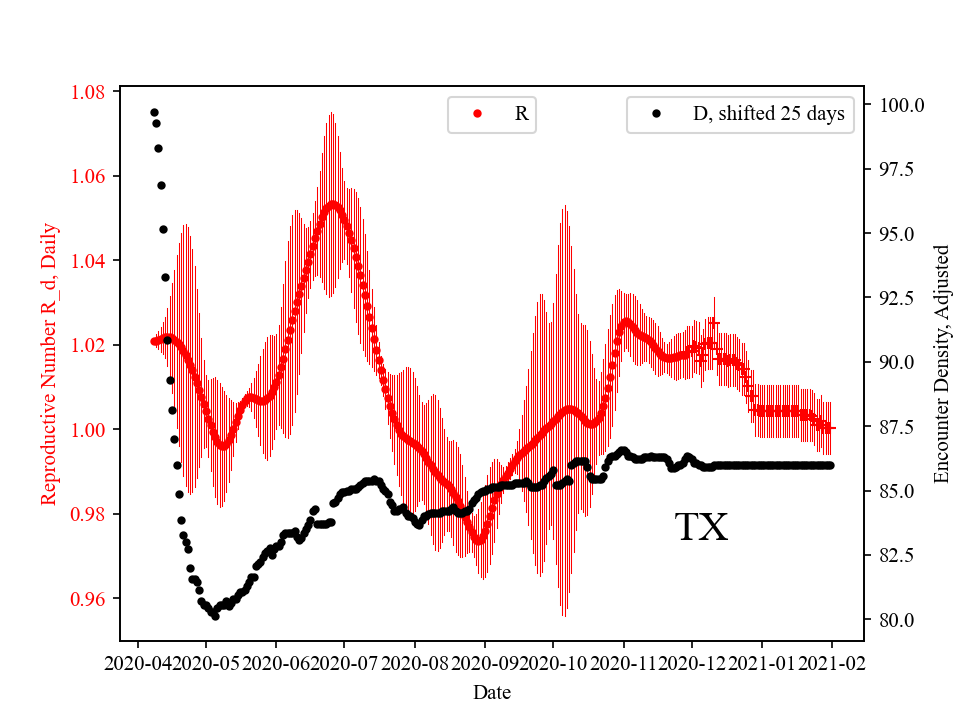 R
D, shifted 25 days
1.08
1.06
1.04
1.02
1.00
0.98
0.96
Reproductive Number R_d, Daily
100.0
97.5
95.0
92.5
90.0
87.5
85.0
82.5
80.0
Encounter Density, Adjusted
TX
2020-04 2020-05 2020-06 2020-07 2020-08 2020-09 2020-10 2020-11 2020-12 2021-01 2021-02
Date